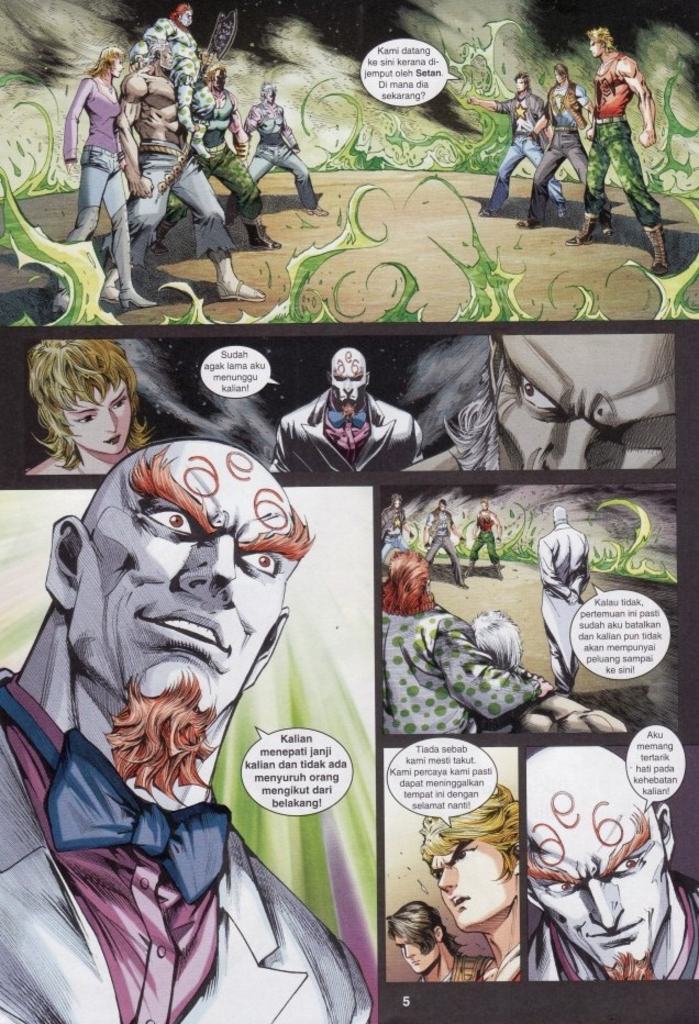 Kami datang
ke sini kerana di-
jemput oleh Setan.
Di mana dia
sekarang?
Sudah
agak lama aku
menunggu
kalian!
Kalian
menepati janji
kalian dan tidak ada
menyuruh orang
mengikut dari
belakang!
Kalau tidak,
pertemuan ini pasti
sudah aku batalkan
dan kalian pun tidak
mempunyai
peluang sampai
ke sini!
Tiada sebab
kami mesti takut.
Kami percaya kami pasti
dapat meninggalkan
tempat ini dengan
selamat nanti!
Aku
memang
tertarik
hati pada
kehebatan
kalian!
5